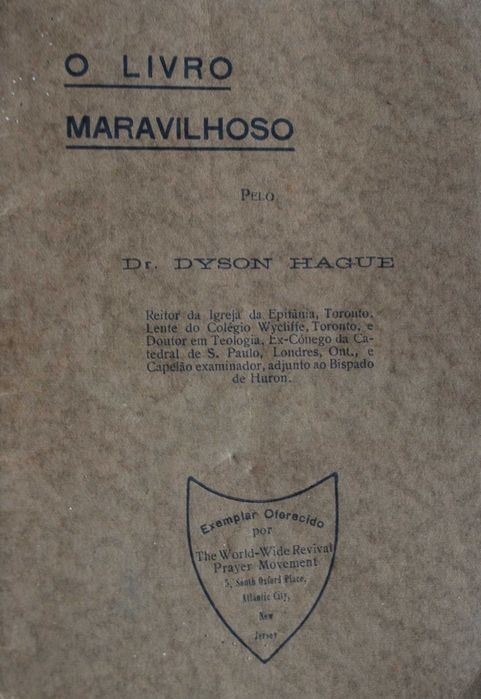 O LIVRO
MARAVILHOSO
PELO
Dr. DYSON HAGUE
Reitor da Igreja da Epifânia, Toronto,
Lente do Colégio Wycliffe, Toronto, e
Doutor em Teologia, Ex-Cónego da Ca-
tedral de S. Paulo, Londres, Ont., e
Capelão examinador, adjunto ao Bispado
de Huron.
Exemplar Oferecido
por
The World-Wide Revival
Prayer Movement
5, South Oxford Place,
Atlantic City,
New
Jersey